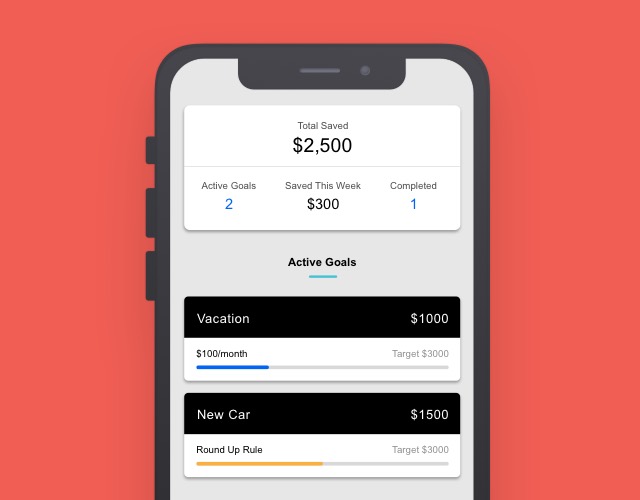 Total Saved
$2,500
Active Goals Saved This Week Completed
2 $300 1
Active Goals
Vacation $1000
$100/month Target $3000
New Car $1500
Round Up Rule Target $3000